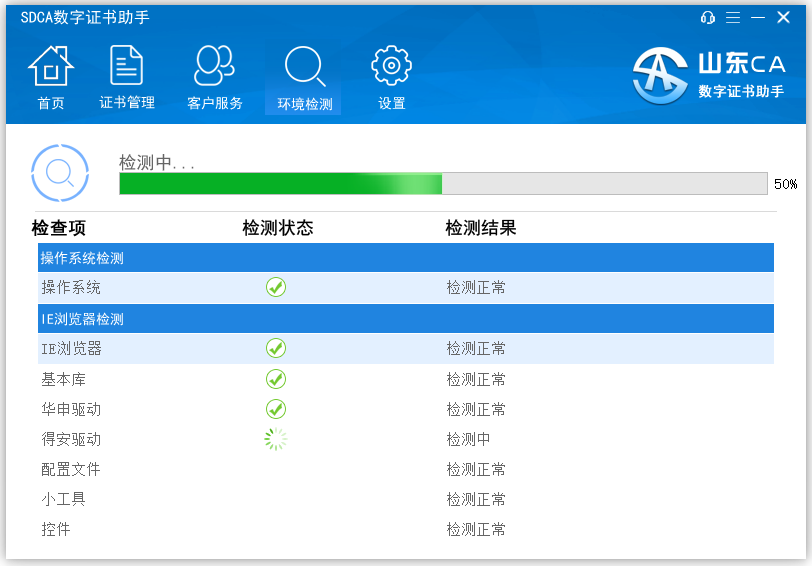 SDCA数字证书助手
首页
证书管理
客户服务
环境检测
设置
山东CA
数字证书助手
检测中...
50%
检查项 检测状态 检测结果
操作系统检测
操作系统 检测正常
IE浏览器检测
IE浏览器 检测正常
基本库 检测正常
华申驱动 检测正常
得安驱动 检测中
配置文件 检测正常
小工具 检测正常
控件 检测正常